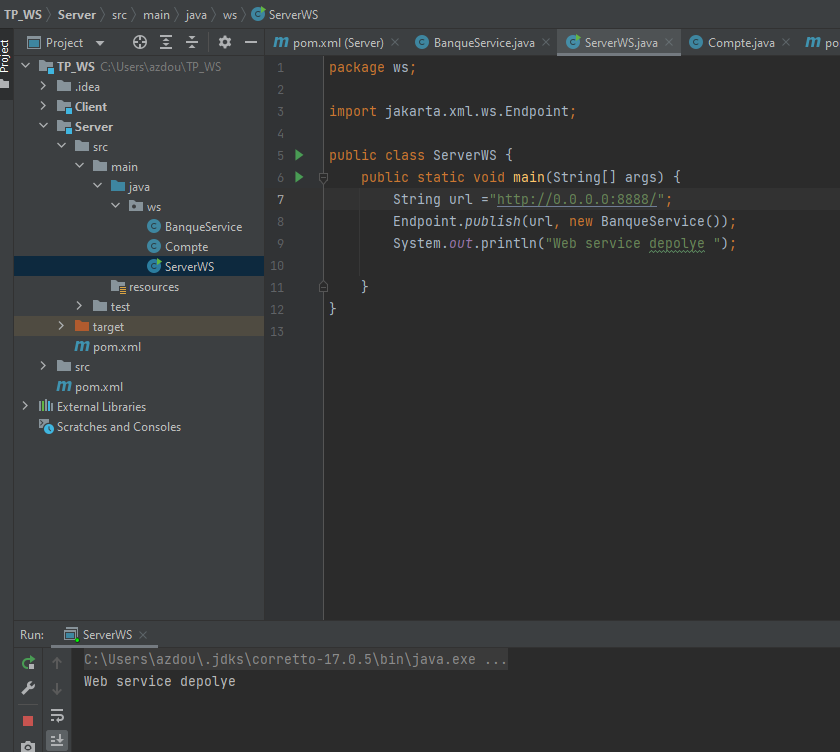 TP_WS Server src main java ws ServerWS
Project
Project
pom.xml (Server)
BanqueService.java
ServerWS.java
Compte.java
po
TP_WS C:\Users\azdou\TP_WS
.idea
Client
Server
src
main
java
ws
BanqueService
Compte
ServerWS
resources
test
target
pom.xml
src
pom.xml
External Libraries
Scratches and Consoles
1 package ws;
2
3 import jakarta.xml.ws.Endpoint;
4
5 public class ServerWS {
6 public static void main(String[] args) {
7 String url ="http://0.0.0.0:8888/";
8 Endpoint.publish(url, new BanqueService());
9 System.out.println("Web service depolye ");
10
11 }
12 }
13
Run: ServerWS
C:\Users\azdou\.jdks\corretto-17.0.5\bin\java.exe ...
Web service depolye